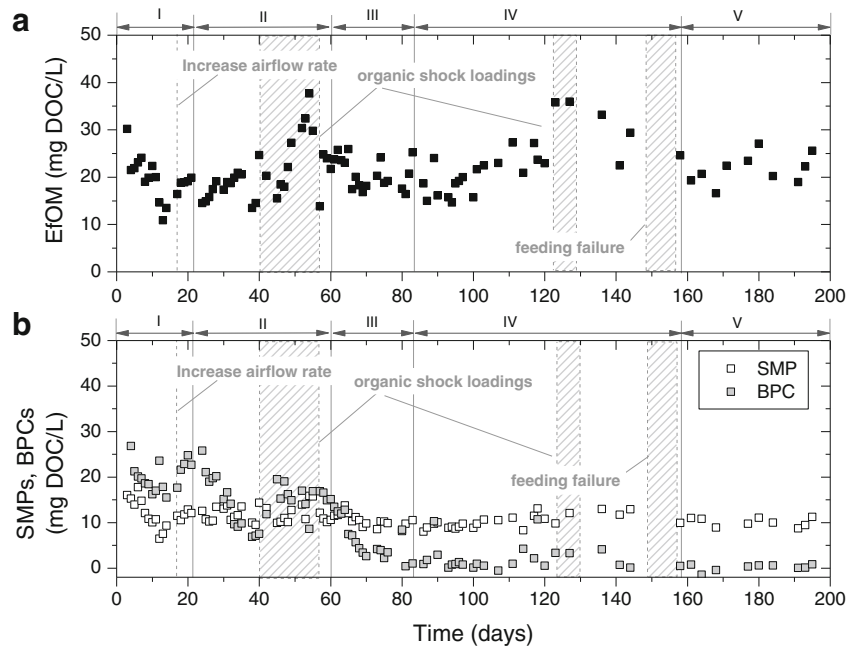 a
I II III IV V
50
40
30
20
10
0
EfOM (mg DOC/L)
Increase airflow rate
organic shock loadings
feeding failure
0 20 40 60 80 100 120 140 160 180 200
b
I II III IV V
50
40
30
20
10
0
SMPs, BPCs
(mg DOC/L)
Increase airflow rate
organic shock loadings
feeding failure
SMP
BPC
0 20 40 60 80 100 120 140 160 180 200
Time (days)